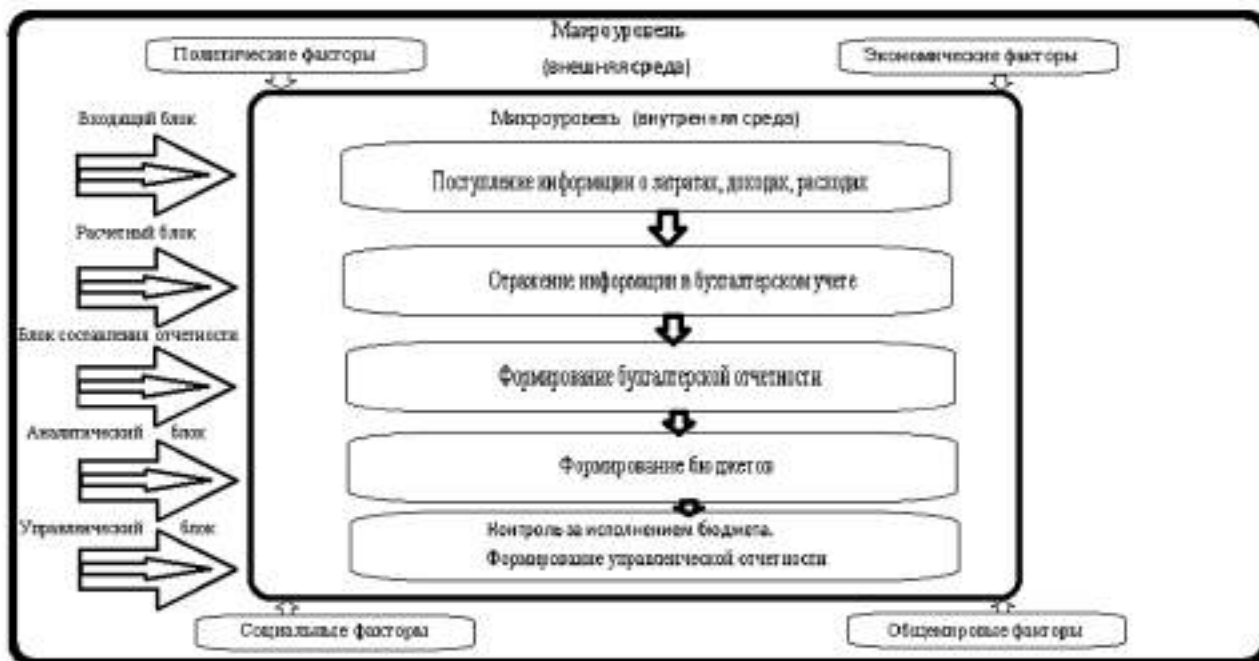 Макроуровень
(внешняя среда)
Политические факторы
Экономические факторы
Входящий блок
Микроуровень (внутренняя среда)
Поступление информации о затратах, доходах, расходах
Расчетный блок
Отражение информации в бухгалтерском учете
Блок составления отчетности
Формирование бухгалтерской отчетности
Аналитический блок
Формирование бюджетов
Управленческий блок
Контроль за исполнением бюджета.
Формирование управленческой отчетности
Социальные факторы
Общемировые факторы